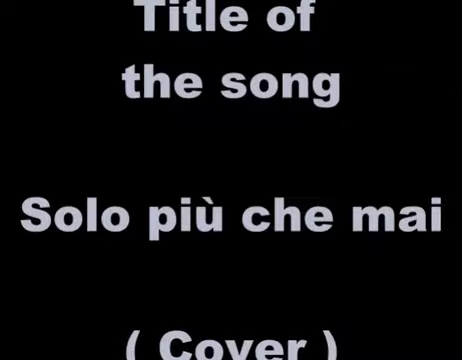 Title of
the song
Solo più che mai
( Cover )